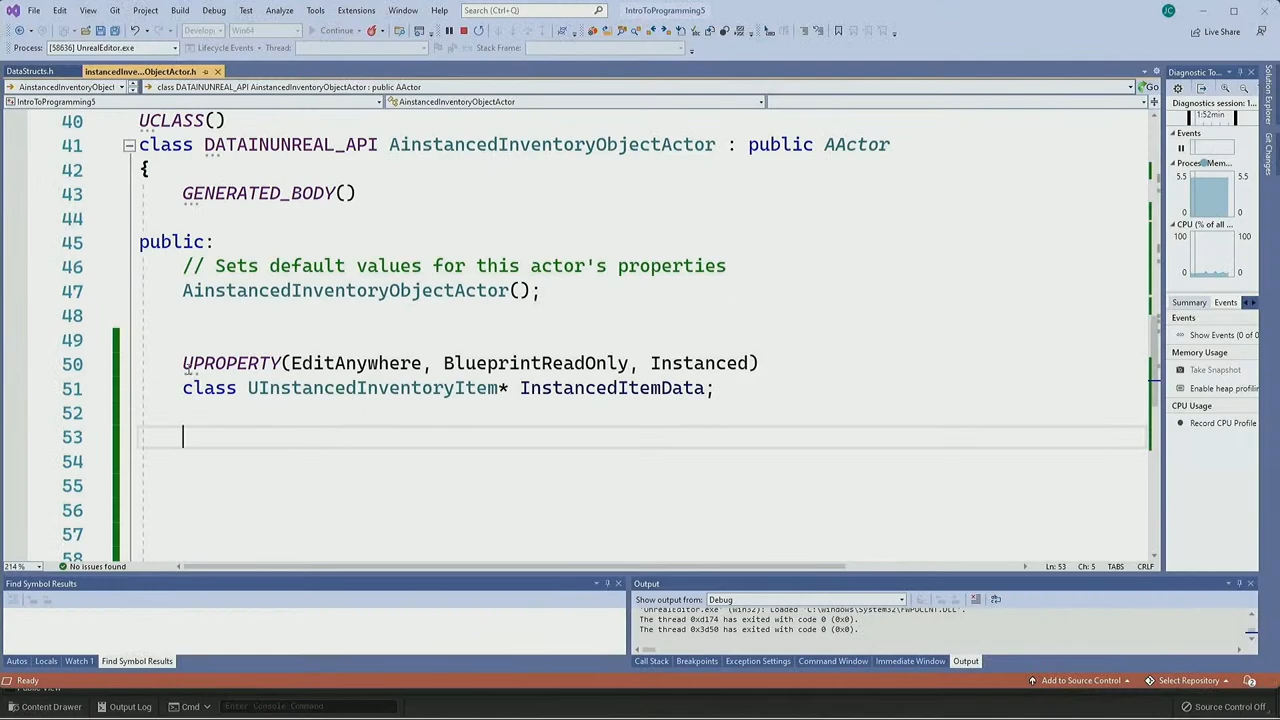 File Edit View Git Project Build Debug Test Analyze Tools Extensions Window Help Search (Ctrl+Q) IntroToProgramming5 JC
Develop Win64 Continue Live Share
Process: [58636] UnrealEditor.exe Lifecycle Events Thread: Stack Frame:
DataStructs.h instancedInve...ObjectActor.h
AinstancedInventoryObject class DATAINUNREAL_API AinstancedInventoryObjectActor : public AActor Go
IntroToProgramming5 AinstancedInventoryObjectActor
40 UCLASS()
41 class DATAINUNREAL_API AinstancedInventoryObjectActor : public AActor
42 {
43 GENERATED_BODY()
44
45 public:
46 // Sets default values for this actor's properties
47 AinstancedInventoryObjectActor();
48
49
50 UPROPERTY(EditAnywhere, BlueprintReadOnly, Instanced)
51 class UInstancedInventoryItem* InstancedItemData;
52
53
54
55
56
57
58
214 % No issues found Ln: 53 Ch: 5 TABS CRLF
Diagnostic To...
Diagnostics session: 1...
1:52min
Events
Process Mem...
5.5 5.5
0 0
CPU (% of all ...
100 100
0 0
Summary Events
Events
Show Events (0 of 0
Memory Usage
Take Snapshot
Enable heap profilin
CPU Usage
Record CPU Profile
Solution Explorer
Git Changes
Find Symbol Results
Output
Show output from: Debug
'UnrealEditor.exe' (Win32): Loaded 'C:\Windows\System32\FWPUCLNT.DLL'.
The thread 0xd174 has exited with code 0 (0x0).
The thread 0x3d50 has exited with code 0 (0x0).
Autos Locals Watch 1 Find Symbol Results
Call Stack Breakpoints Exception Settings Command Window Immediate Window Output
Ready Add to Source Control Select Repository 2
Content Drawer Output Log Cmd Enter Console Command Source Control Off